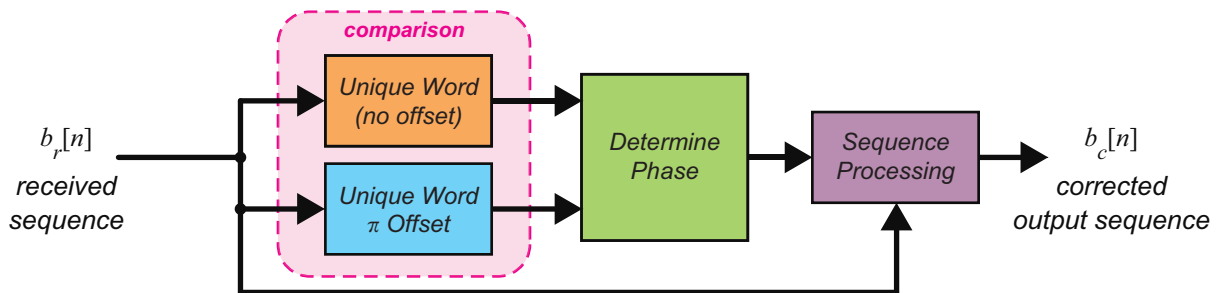 comparison
Unique Word
(no offset)
b_r[n]
received
sequence
Unique Word
π Offset
Determine
Phase
Sequence
Processing
b_c[n]
corrected
output sequence